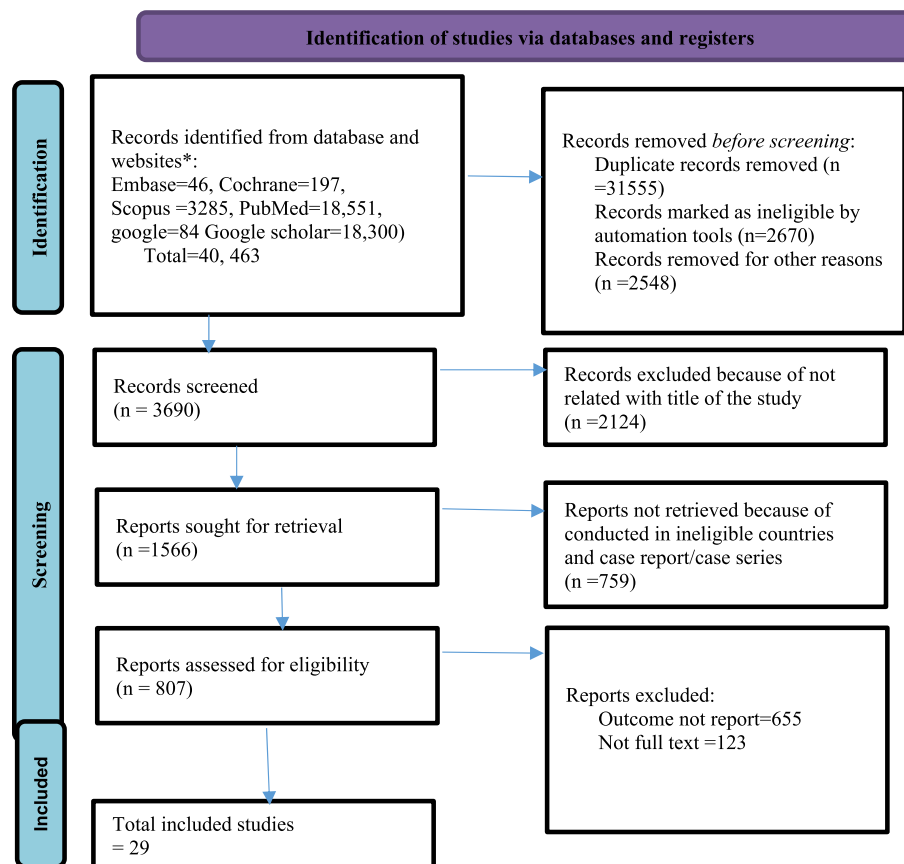 Identification of studies via databases and registers
Identification
Records identified from database and
websites*:
Embase=46, Cochrane=197,
Scopus =3285, PubMed=18,551,
google=84 Google scholar=18,300)
Total=40, 463
Records removed before screening:
Duplicate records removed (n
=31555)
Records marked as ineligible by
automation tools (n=2670)
Records removed for other reasons
(n =2548)
Screening
Records screened
(n = 3690)
Records excluded because of not
related with title of the study
(n =2124)
Reports sought for retrieval
(n =1566)
Reports not retrieved because of
conducted in ineligible countries
and case report/case series
(n =759)
Reports assessed for eligibility
(n = 807)
Reports excluded:
Outcome not report=655
Not full text =123
Included
Total included studies
= 29